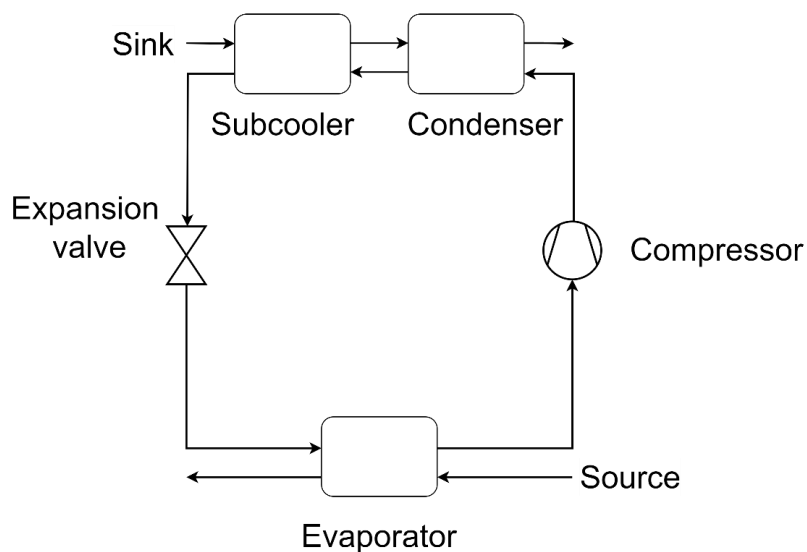 Sink
Subcooler
Condenser
Expansion
valve
Compressor
Source
Evaporator